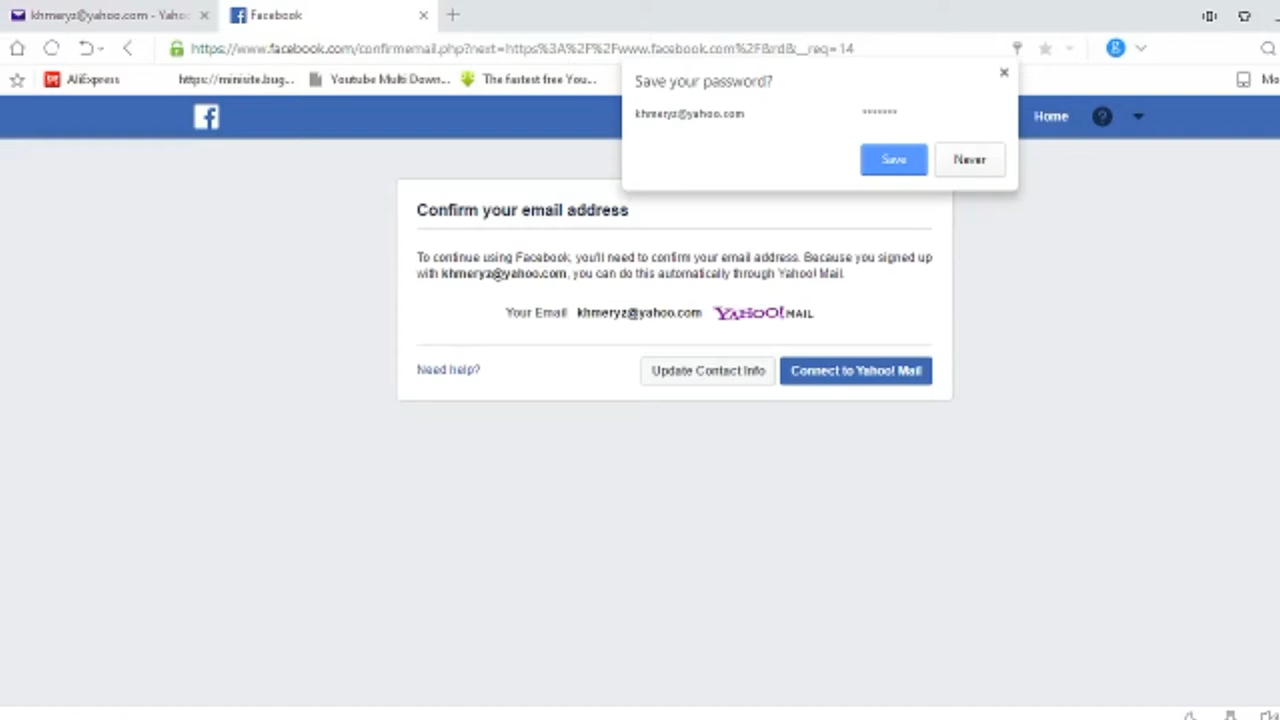 khmeryz@yahoo.com - Yaho
Facebook
https://www.facebook.com/confirmemail.php?next=https%3A%2F%2Fwww.facebook.com%2F&rd&__req=14
AliExpress
https://minisite.bug...
Youtube Multi Down...
The fastest free You...
Mo
Save your password?
khmeryz@yahoo.com *******
Save Never
Home
Confirm your email address
To continue using Facebook, you'll need to confirm your email address. Because you signed up
with khmeryz@yahoo.com, you can do this automatically through Yahoo! Mail.
Your Email khmeryz@yahoo.com YAHOO! MAIL
Need help? Update Contact Info Connect to Yahoo! Mail